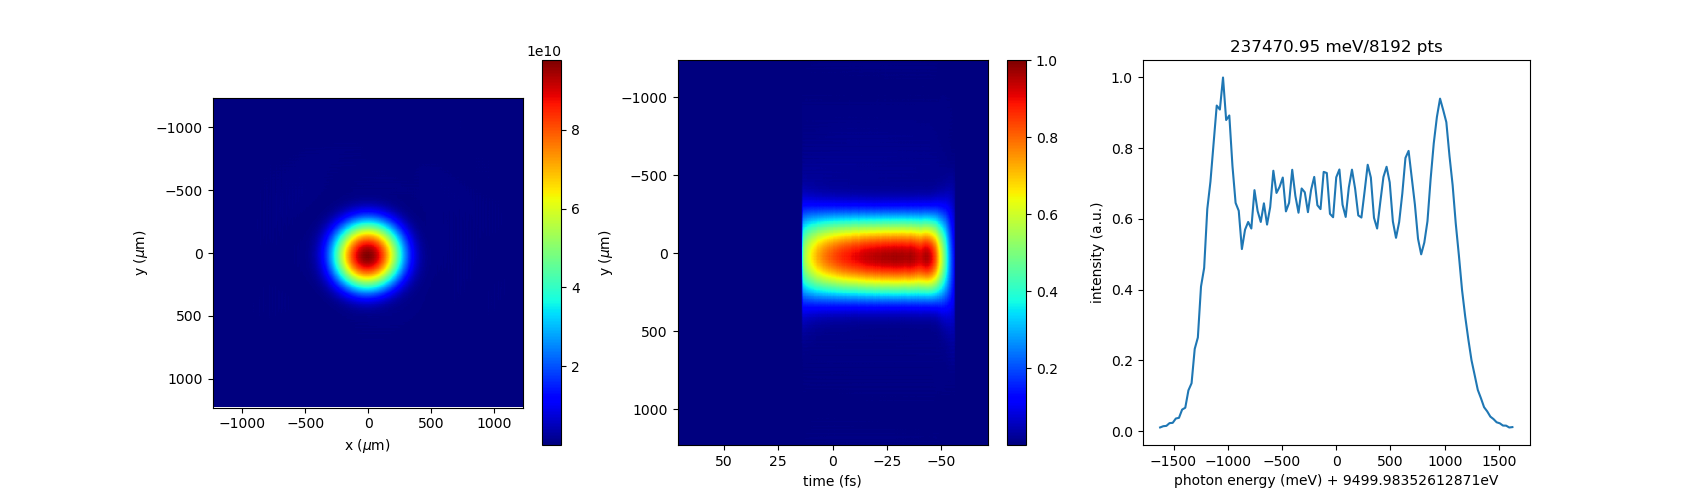 1e10
−1000
−500
0
500
1000
y (μm)
−1000 −500 0 500 1000
x (μm)
8
6
4
2
−1000
−500
0
500
1000
y (μm)
50 25 0 −25 −50
time (fs)
1.0
0.8
0.6
0.4
0.2
237470.95 meV/8192 pts
1.0
0.8
0.6
0.4
0.2
0.0
intensity (a.u.)
−1500 −1000 −500 0 500 1000 1500
photon energy (meV) + 9499.98352612871eV